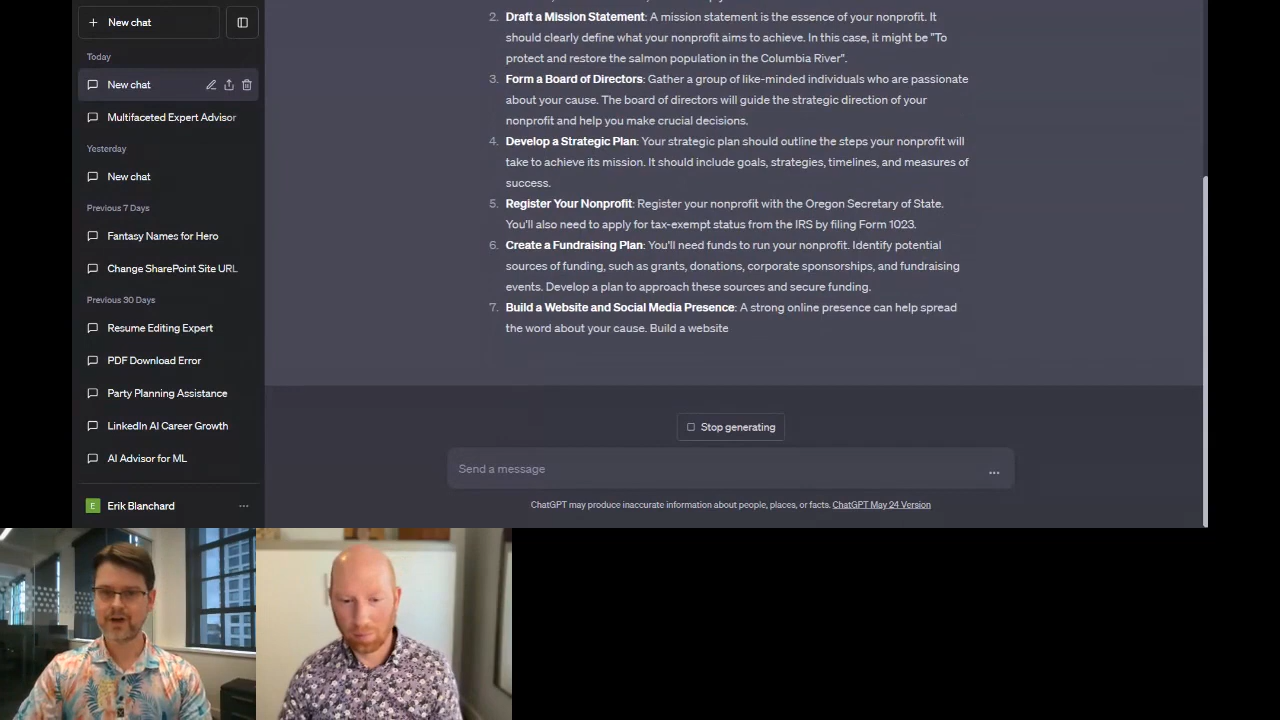 New chat
Today
New chat
Multifaceted Expert Advisor
Yesterday
New chat
Previous 7 Days
Fantasy Names for Hero
Change SharePoint Site URL
Previous 30 Days
Resume Editing Expert
PDF Download Error
Party Planning Assistance
LinkedIn AI Career Growth
AI Advisor for ML
E Erik Blanchard
2. Draft a Mission Statement: A mission statement is the essence of your nonprofit. It
should clearly define what your nonprofit aims to achieve. In this case, it might be "To
protect and restore the salmon population in the Columbia River".
3. Form a Board of Directors: Gather a group of like-minded individuals who are passionate
about your cause. The board of directors will guide the strategic direction of your
nonprofit and help you make crucial decisions.
4. Develop a Strategic Plan: Your strategic plan should outline the steps your nonprofit will
take to achieve its mission. It should include goals, strategies, timelines, and measures of
success.
5. Register Your Nonprofit: Register your nonprofit with the Oregon Secretary of State.
You'll also need to apply for tax-exempt status from the IRS by filing Form 1023.
6. Create a Fundraising Plan: You'll need funds to run your nonprofit. Identify potential
sources of funding, such as grants, donations, corporate sponsorships, and fundraising
events. Develop a plan to approach these sources and secure funding.
7. Build a Website and Social Media Presence: A strong online presence can help spread
the word about your cause. Build a website
Stop generating
Send a message
ChatGPT may produce inaccurate information about people, places, or facts. ChatGPT May 24 Version